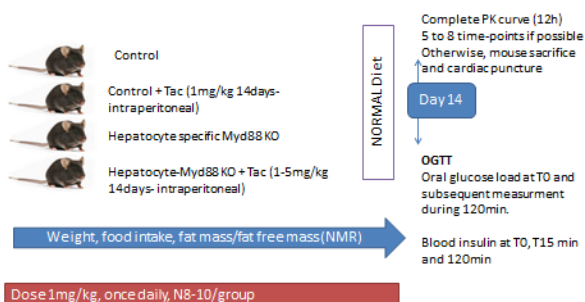 Control
Control + Tac (1mg/kg 14days-
intraperitoneal)
Hepatocyte specific Myd88 KO
Hepatocyte-Myd88 KO + Tac (1-5mg/kg
14days- intraperitoneal)
NORMAL Diet
Complete PK curve (12h)
5 to 8 time-points if possible
Otherwise, mouse sacrifice
and cardiac puncture
Day 14
OGTT
Oral glucose load at T0 and
subsequent measurment
during 120min.
Blood insulin at T0, T15 min
and 120min
Weight, food intake, fat mass/fat free mass(NMR)
Dose 1mg/kg, once daily, N8-10/group